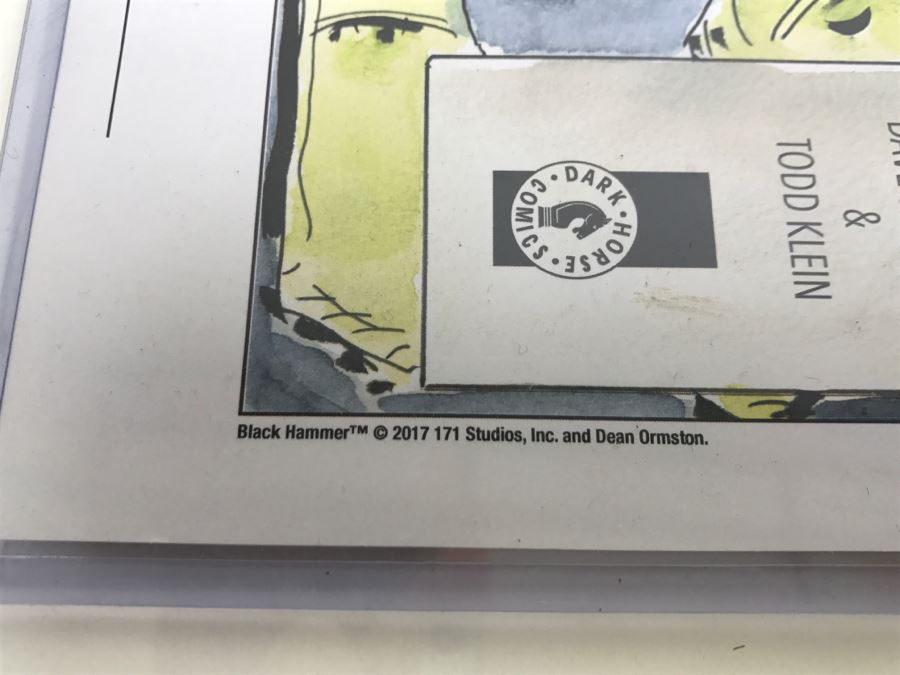 DARK • HORSE • COMICS •
&
TODD KLEIN
Black Hammer™ © 2017 171 Studios, Inc. and Dean Ormston.